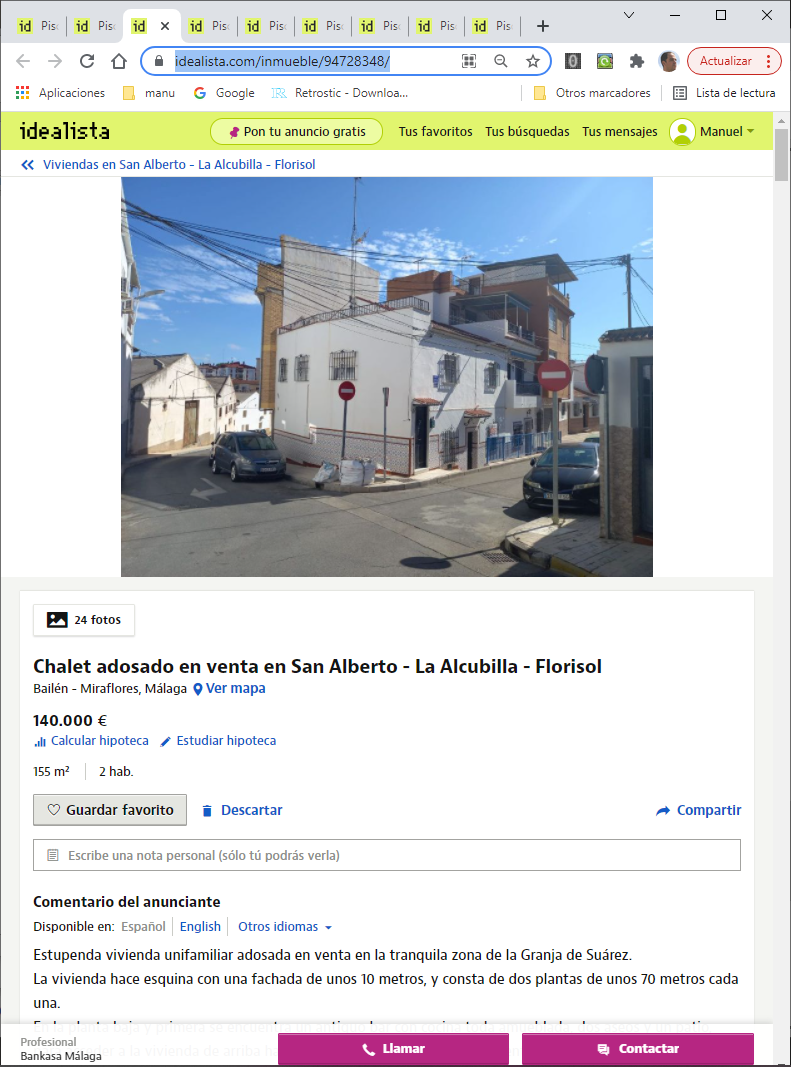 id Piso
id Piso
id
id Pise
id Piso
id Piso
id Piso
id Pis
id Pis
idealista.com/inmueble/94728348/
Actualizar
Aplicaciones
manu
Google
Retrostic - Downloa...
Otros marcadores
Lista de lectura
idealista
Pon tu anuncio gratis
Tus favoritos
Tus búsquedas
Tus mensajes
Manuel
Viviendas en San Alberto - La Alcubilla - Florisol
24 fotos
Chalet adosado en venta en San Alberto - La Alcubilla - Florisol
Bailén - Miraflores, Málaga Ver mapa
140.000 €
Calcular hipoteca Estudiar hipoteca
155 m² 2 hab.
Guardar favorito Descartar Compartir
Escribe una nota personal (sólo tú podrás verla)
Comentario del anunciante
Disponible en: Español English Otros idiomas
Estupenda vivienda unifamiliar adosada en venta en la tranquila zona de la Granja de Suárez.
La vivienda hace esquina con una fachada de unos 10 metros, y consta de dos plantas de unos 70 metros cada
una.
Profesional
Bankasa Málaga
Llamar
Contactar